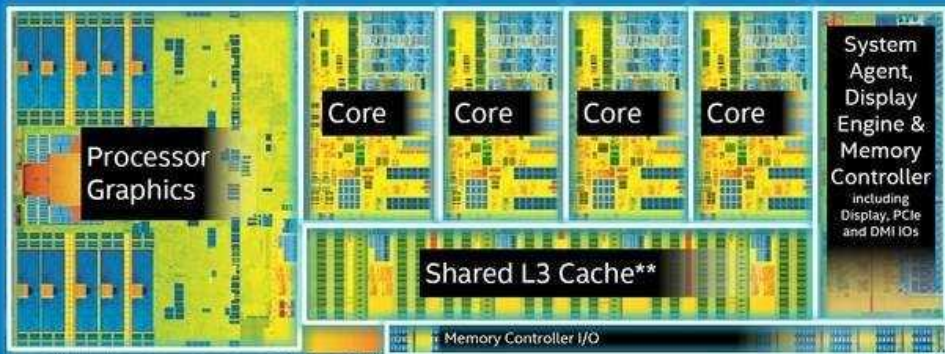 Processor
Graphics
Core
Core
Core
Core
System
Agent,
Display
Engine &
Memory
Controller
including
Display, PCIe
and DMI IOs
Shared L3 Cache**
Memory Controller I/O